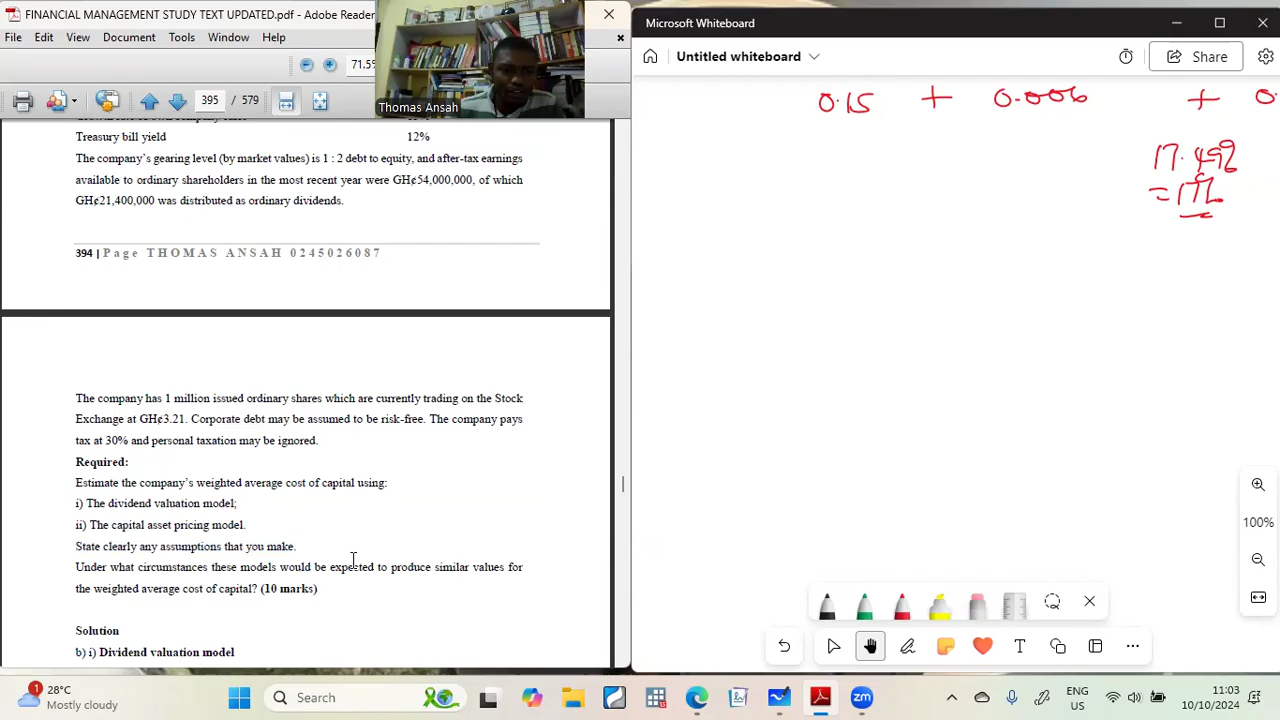 FINANCIAL MANAGEMENT STUDY TEXT UPDATED.pdf - Adobe Reader
File Edit View Document Tools Window Help
395 / 579
71.5%
Thomas Ansah
Treasury bill yield 12%
The company's gearing level (by market values) is 1 : 2 debt to equity, and after-tax earnings
available to ordinary shareholders in the most recent year were GH¢54,000,000, of which
GH¢21,400,000 was distributed as ordinary dividends.
394 | Page THOMAS ANSAH 0245026087
The company has 1 million issued ordinary shares which are currently trading on the Stock
Exchange at GH¢3.21. Corporate debt may be assumed to be risk-free. The company pays
tax at 30% and personal taxation may be ignored.
Required:
Estimate the company's weighted average cost of capital using:
i) The dividend valuation model;
ii) The capital asset pricing model.
State clearly any assumptions that you make.
Under what circumstances these models would be expected to produce similar values for
the weighted average cost of capital? (10 marks)
Solution
b) i) Dividend valuation model
Microsoft Whiteboard
Untitled whiteboard
Share
0.15 + 0.006 + 0.
100%
1
28°C
Mostly cloudy
Search
ENG
US
11:03
10/10/2024